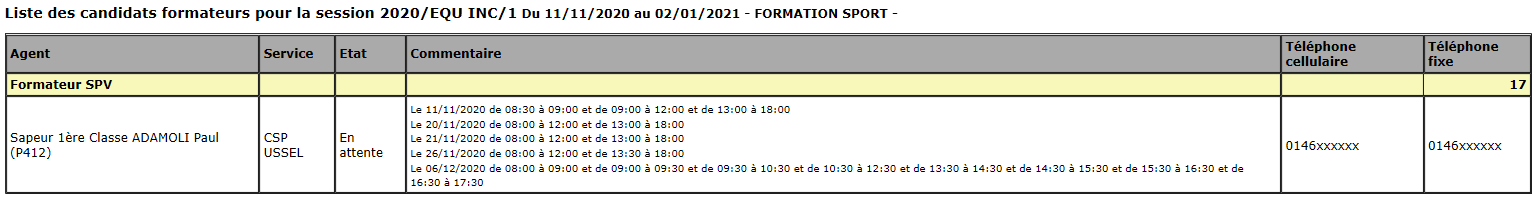 Liste des candidats formateurs pour la session 2020/EQU INC/1 Du 11/11/2020 au 02/01/2021 - FORMATION SPORT -
Agent Service Etat Commentaire Téléphone cellulaire Téléphone fixe
Formateur SPV 17
Sapeur 1ère Classe ADAMOLI Paul
(P412)
CSP
USSEL
En
attente
Le 11/11/2020 de 08:30 à 09:00 et de 09:00 à 12:00 et de 13:00 à 18:00
Le 20/11/2020 de 08:00 à 12:00 et de 13:00 à 18:00
Le 21/11/2020 de 08:00 à 12:00 et de 13:00 à 18:00
Le 26/11/2020 de 08:00 à 12:00 et de 13:30 à 18:00
Le 06/12/2020 de 08:00 à 09:00 et de 09:00 à 09:30 et de 09:30 à 10:30 et de 10:30 à 12:30 et de 13:30 à 14:30 et de 14:30 à 15:30 et de 15:30 à 16:30 et de
16:30 à 17:30
0146xxxxxx
0146xxxxxx